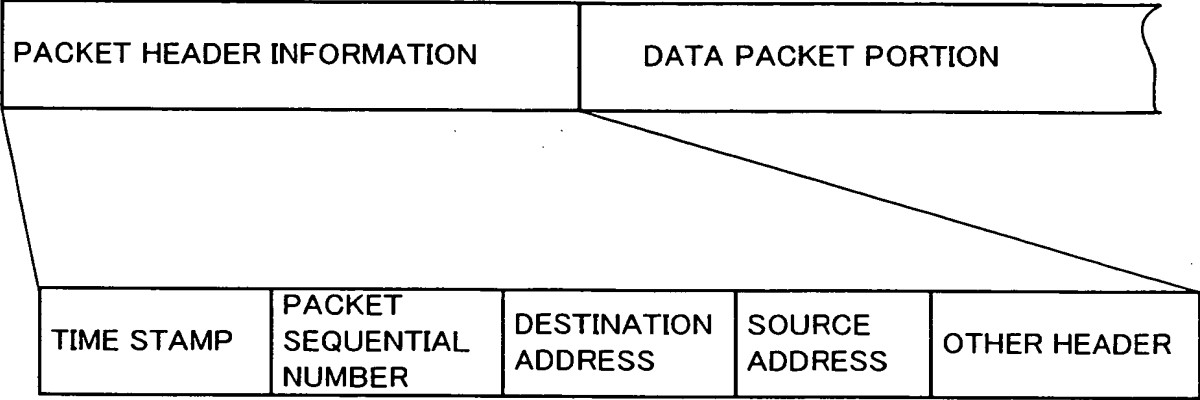 PACKET HEADER INFORMATION
DATA PACKET PORTION
TIME STAMP
PACKET
SEQUENTIAL
NUMBER
DESTINATION
ADDRESS
SOURCE
ADDRESS
OTHER HEADER